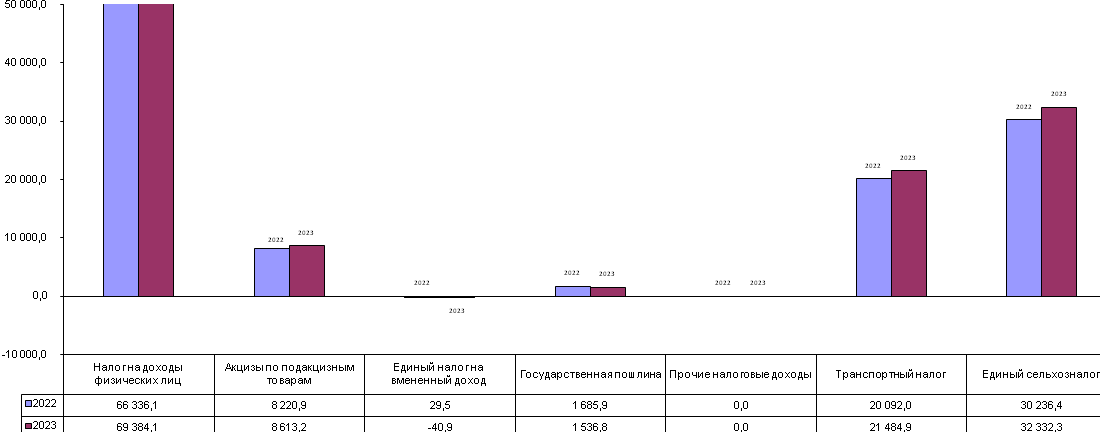 50 000,0
40 000,0
30 000,0
20 000,0
10 000,0
0,0
-10 000,0
2022
2023
2022
2023
2022
2023
2022
2023
2022
2023
2022
2023
Налог на доходы
физических лиц
Акцизы по подакцизным
товарам
Единый налог на
вмененный доход
Государственная пошлина
Прочие налоговые доходы
Транспортный налог
Единый сельхозналог
2022 66 336,1 8 220,9 29,5 1 685,9 0,0 20 092,0 30 236,4
2023 69 384,1 8 613,2 -40,9 1 536,8 0,0 21 484,9 32 332,3